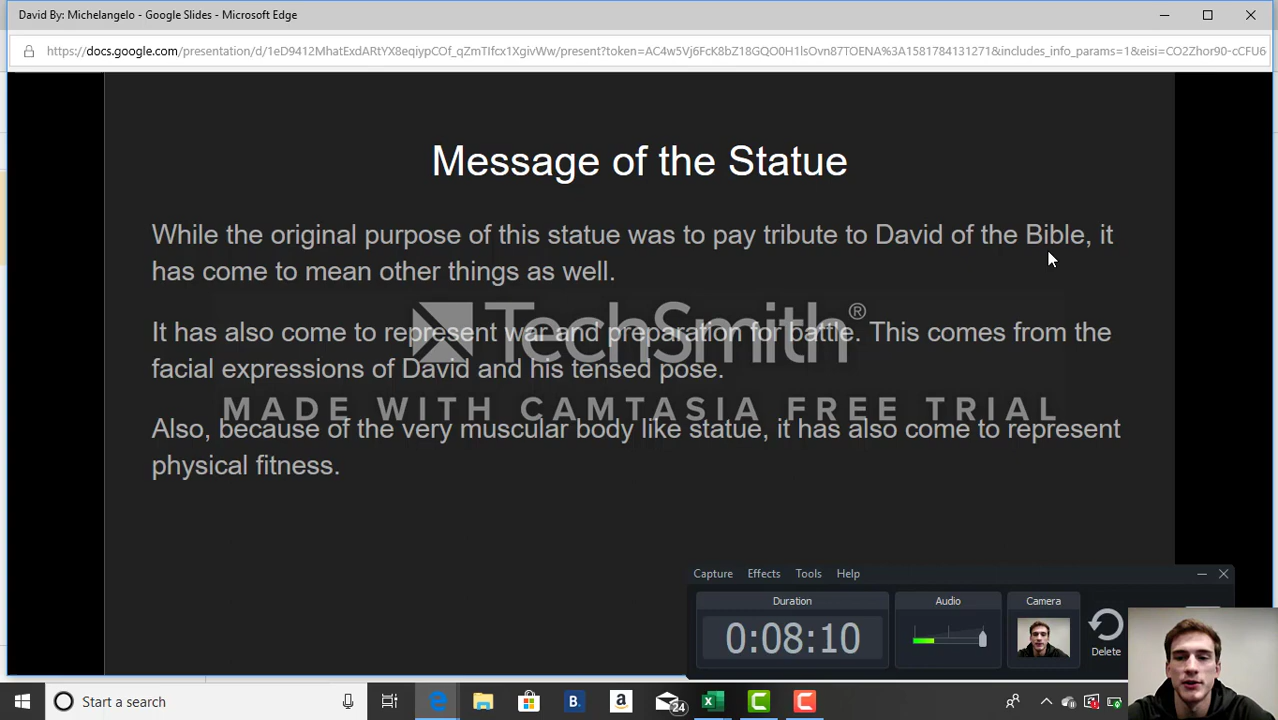 David By: Michelangelo - Google Slides - Microsoft Edge
https://docs.google.com/presentation/d/1eD9412MhatExdARtYX8eqiypCOf_qZmTIfcx1XgivWw/present?token=AC4w5Vj6FcK8bZ18GQO0H1lsOvn87TOENA%3A1581784131271&includes_info_params=1&eisi=CO2Zhor90-cCFU6
Message of the Statue
While the original purpose of this statue was to pay tribute to David of the Bible, it
has come to mean other things as well.
TechSmith®
It has also come to represent war and preparation for battle. This comes from the
facial expressions of David and his tensed pose.
MADE WITH CAMTASIA FREE TRIAL
Also, because of the very muscular body like statue, it has also come to represent
physical fitness.
Capture Effects Tools Help
Duration Audio Camera
0:08:10
Delete
Start a search
B.
a
24